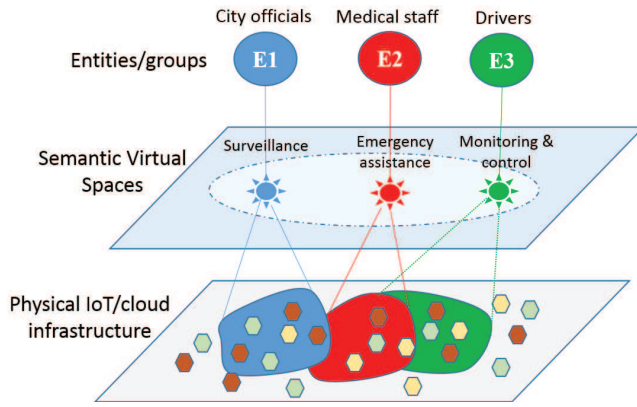 City officials
Medical staff
Drivers
Entities/groups
E1
E2
E3
Surveillance
Emergency
assistance
Monitoring &
control
Semantic Virtual
Spaces
Physical IoT/cloud
infrastructure